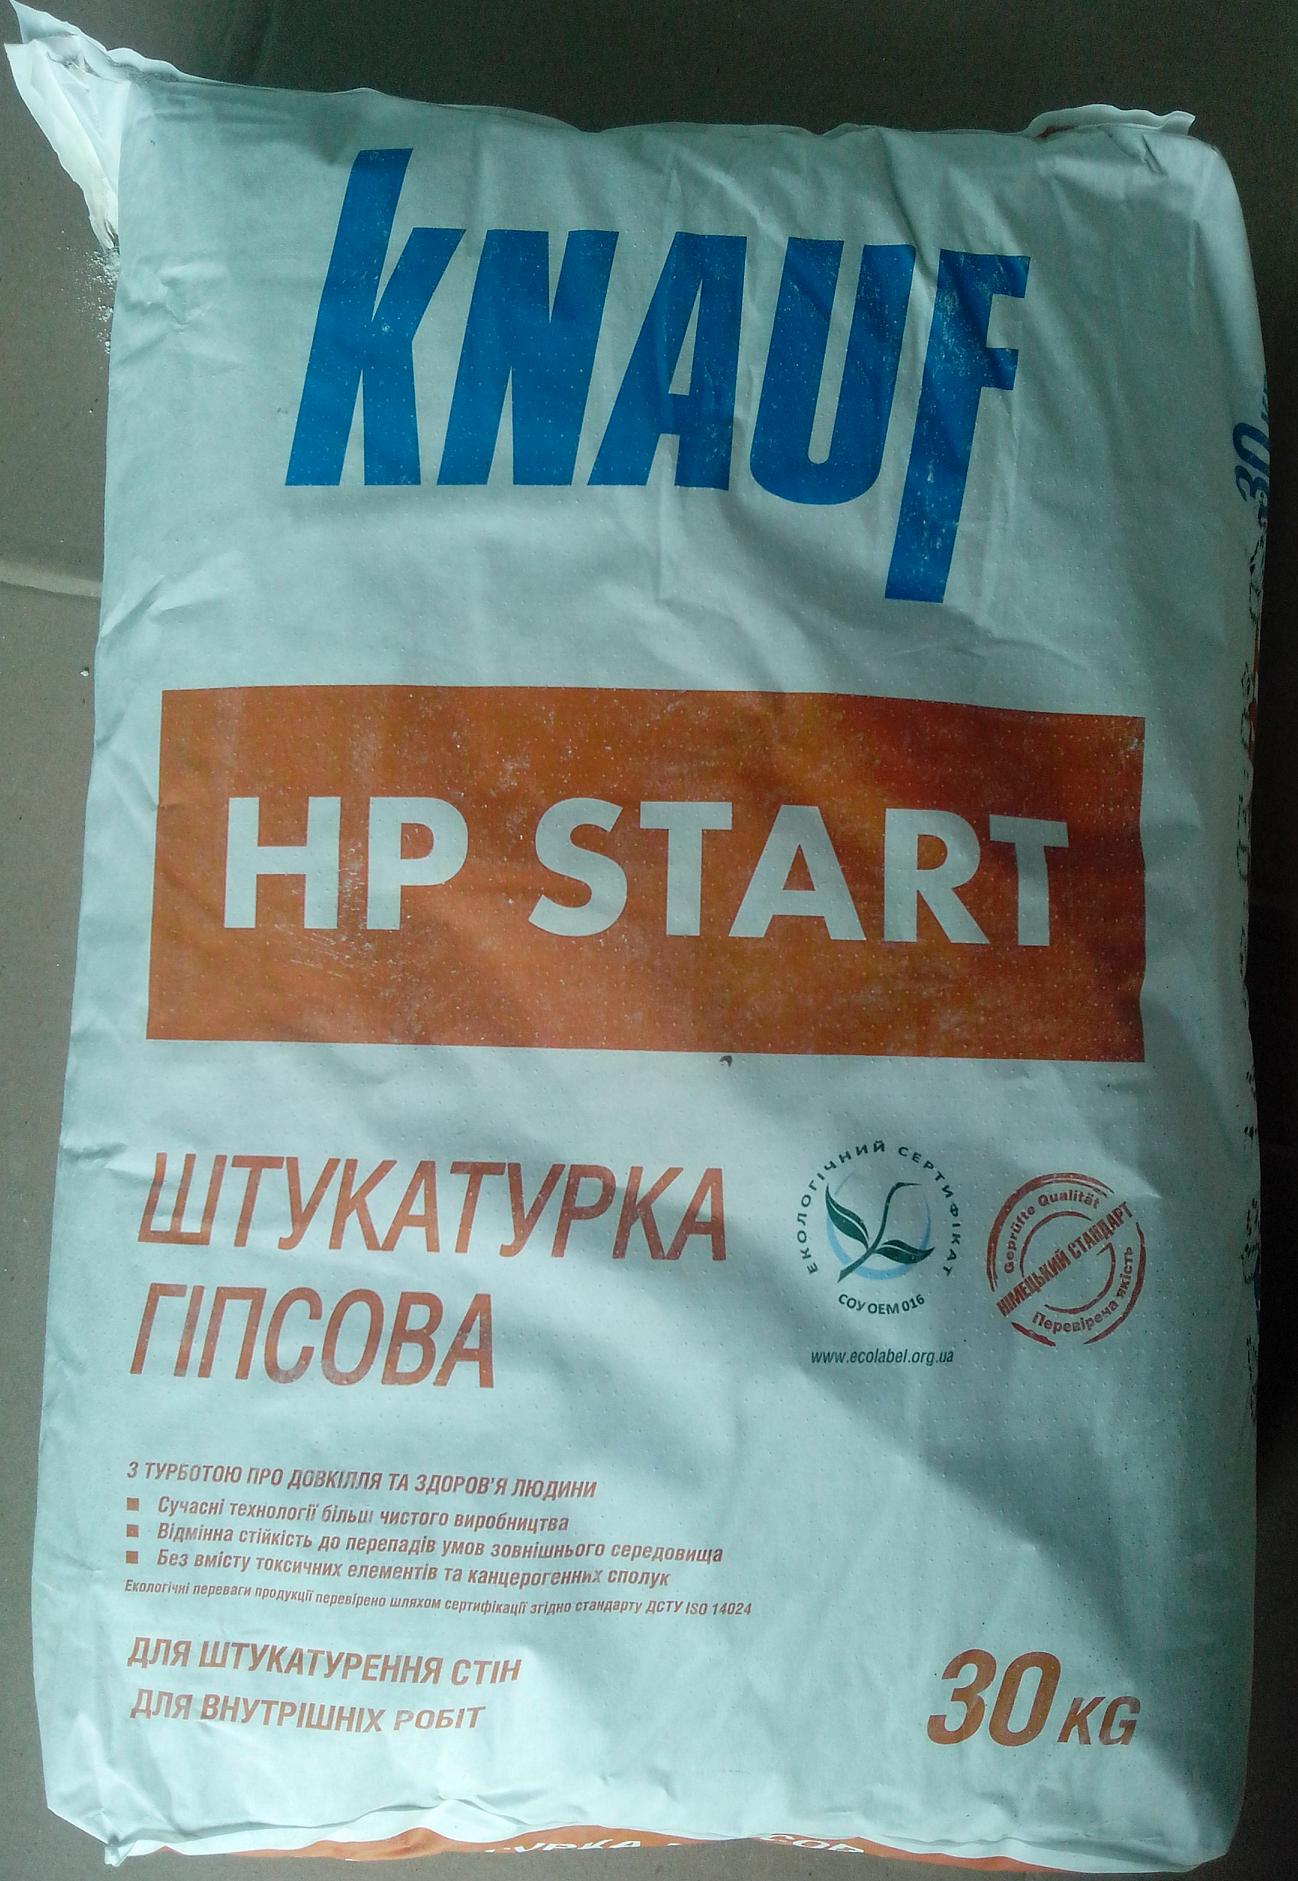 KNAUF
HP START
ШТУКАТУРКА
ГІПСОВА
ЕКОЛОГІЧНИЙ СЕРТИФІКАТ
СОУ ОЕМ 016
www.ecolabel.org.ua
Geprüfte Qualität
НІМЕЦЬКИЙ СТАНДАРТ
Перевірена якість
З ТУРБОТОЮ ПРО ДОВКІЛЛЯ ТА ЗДОРОВ'Я ЛЮДИНИ
Сучасні технології більш чистого виробництва
Відмінна стійкість до перепадів умов зовнішнього середовища
Без вмісту токсичних елементів та канцерогенних сполук
Екологічні переваги продукції перевірено шляхом сертифікації згідно стандарту ДСТУ ISO 14024
ДЛЯ ШТУКАТУРЕННЯ СТІН
ДЛЯ ВНУТРІШНІХ РОБІТ
30 KG
30